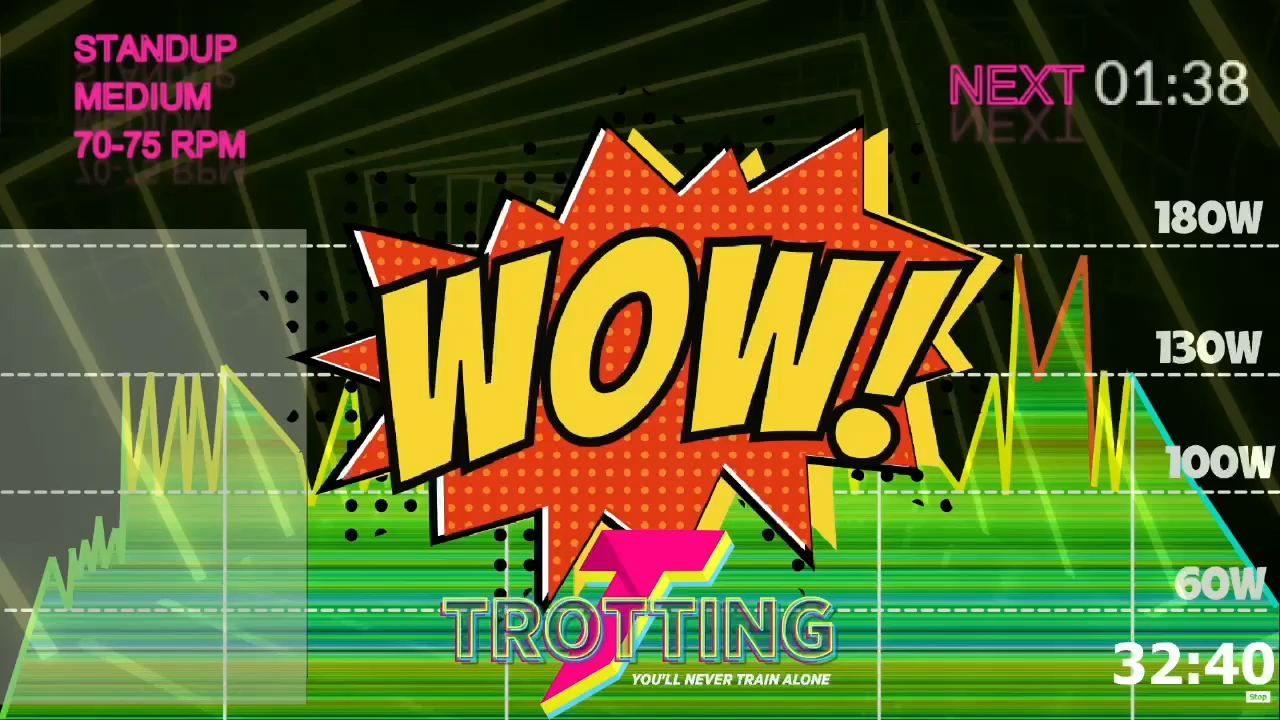 STANDUP
MEDIUM
70-75 RPM
NEXT 01:38
180W
WOW!
130W
100W
60W
TROTTING
YOU'LL NEVER TRAIN ALONE
32:40
Stop